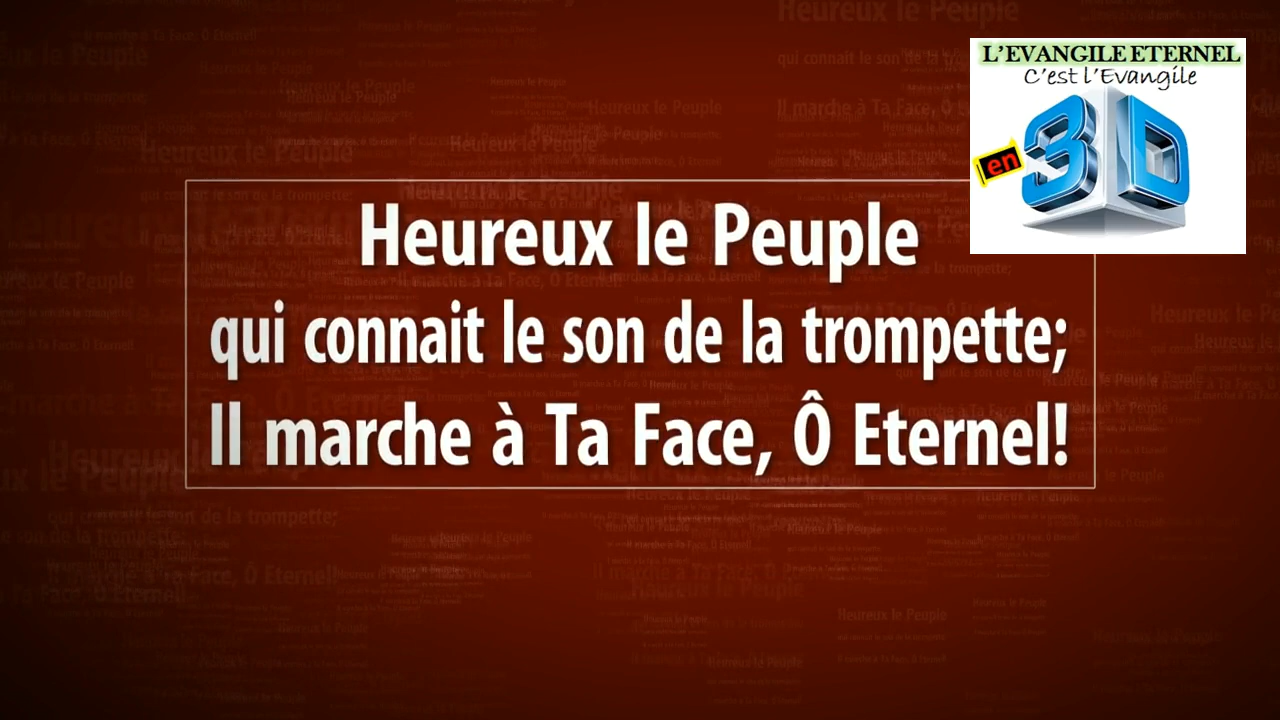 L'EVANGILE ETERNEL
C'est l'Evangile
en
3D
Heureux le Peuple
qui connait le son de la trompette;
Il marche à Ta Face, Ô Eternel!